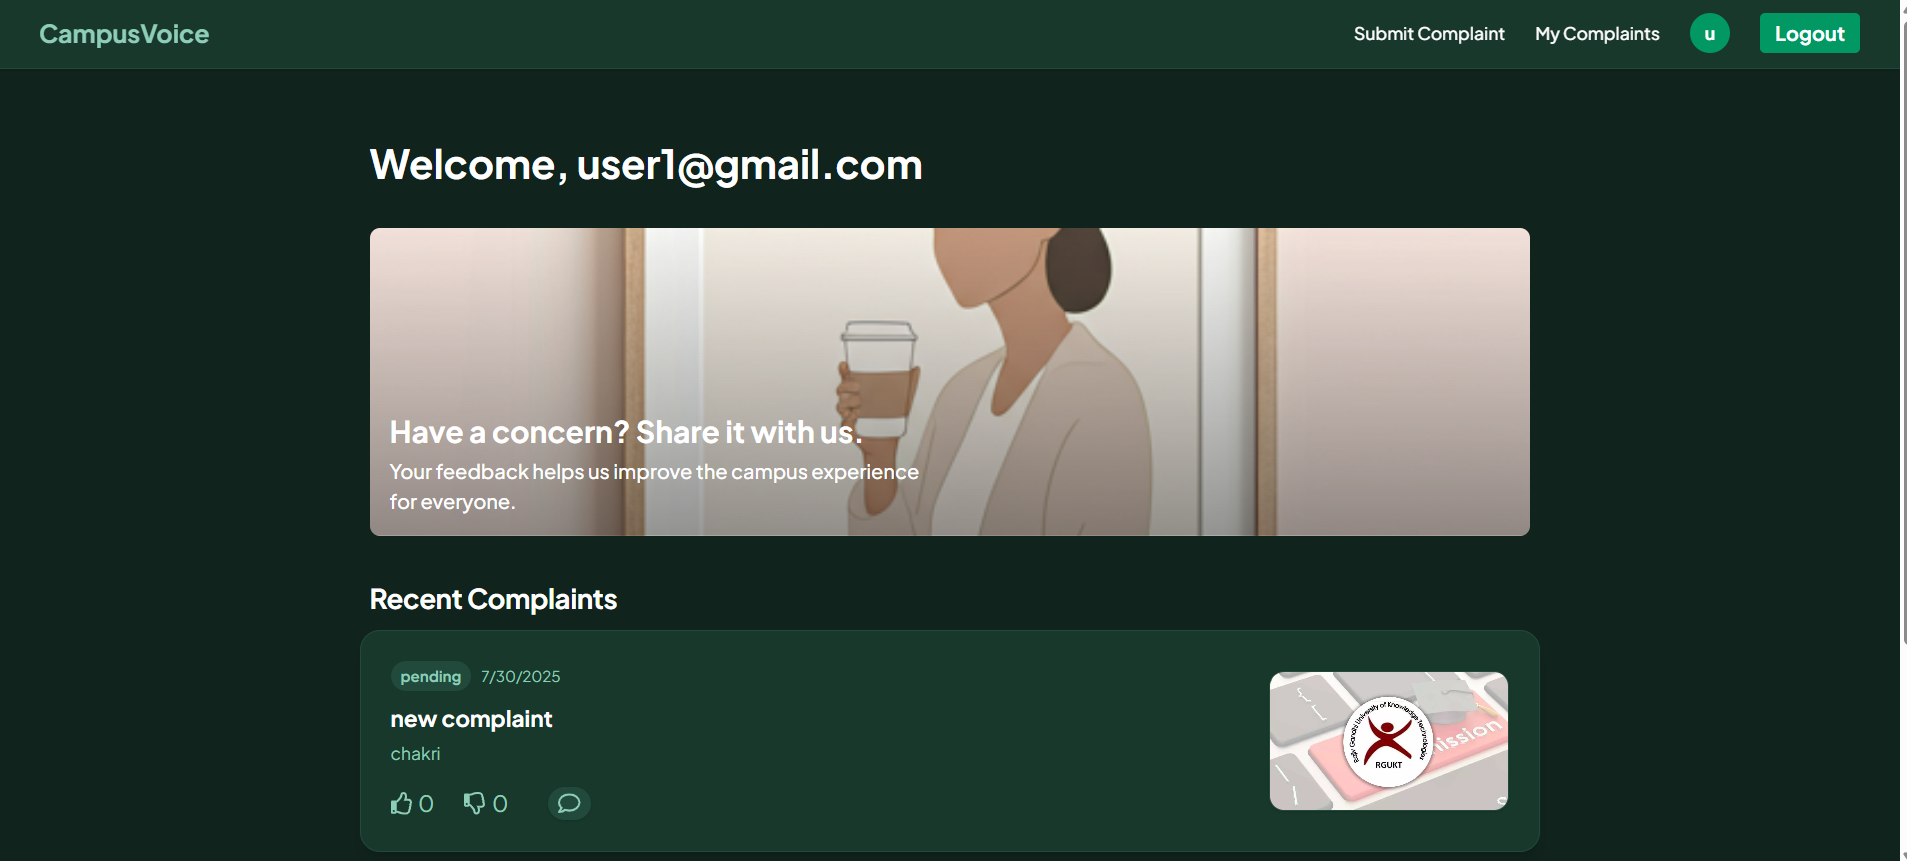 CampusVoice
Submit Complaint
My Complaints
u
Logout
Welcome, user1@gmail.com
Have a concern? Share it with us.
Your feedback helps us improve the campus experience
for everyone.
Recent Complaints
pending
7/30/2025
new complaint
chakri
0
0
Rajiv Gandhi University of Knowledge Technologies
RGUKT
ission